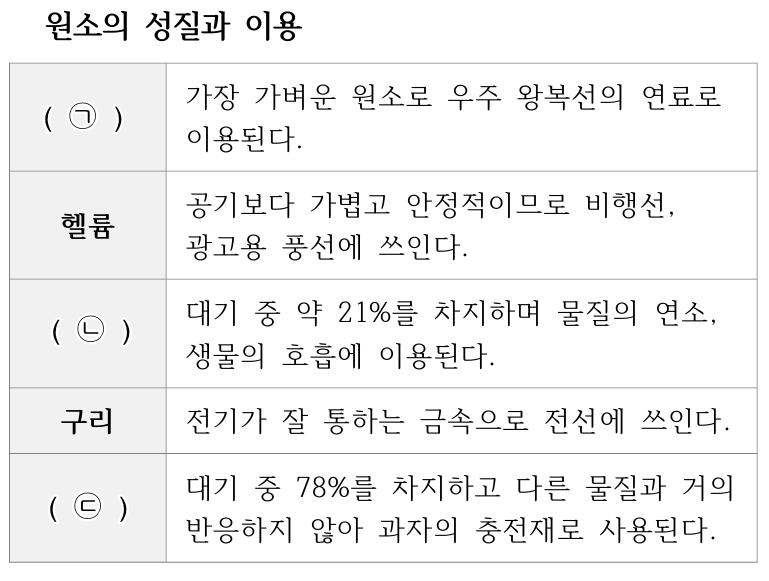 원소의 성질과 이용
( ㉠ )
가장 가벼운 원소로 우주 왕복선의 연료로
이용된다.
헬륨
공기보다 가볍고 안정적이므로 비행선,
광고용 풍선에 쓰인다.
( ㉡ )
대기 중 약 21%를 차지하며 물질의 연소,
생물의 호흡에 이용된다.
구리
전기가 잘 통하는 금속으로 전선에 쓰인다.
( ㉢ )
대기 중 78%를 차지하고 다른 물질과 거의
반응하지 않아 과자의 충전재로 사용된다.